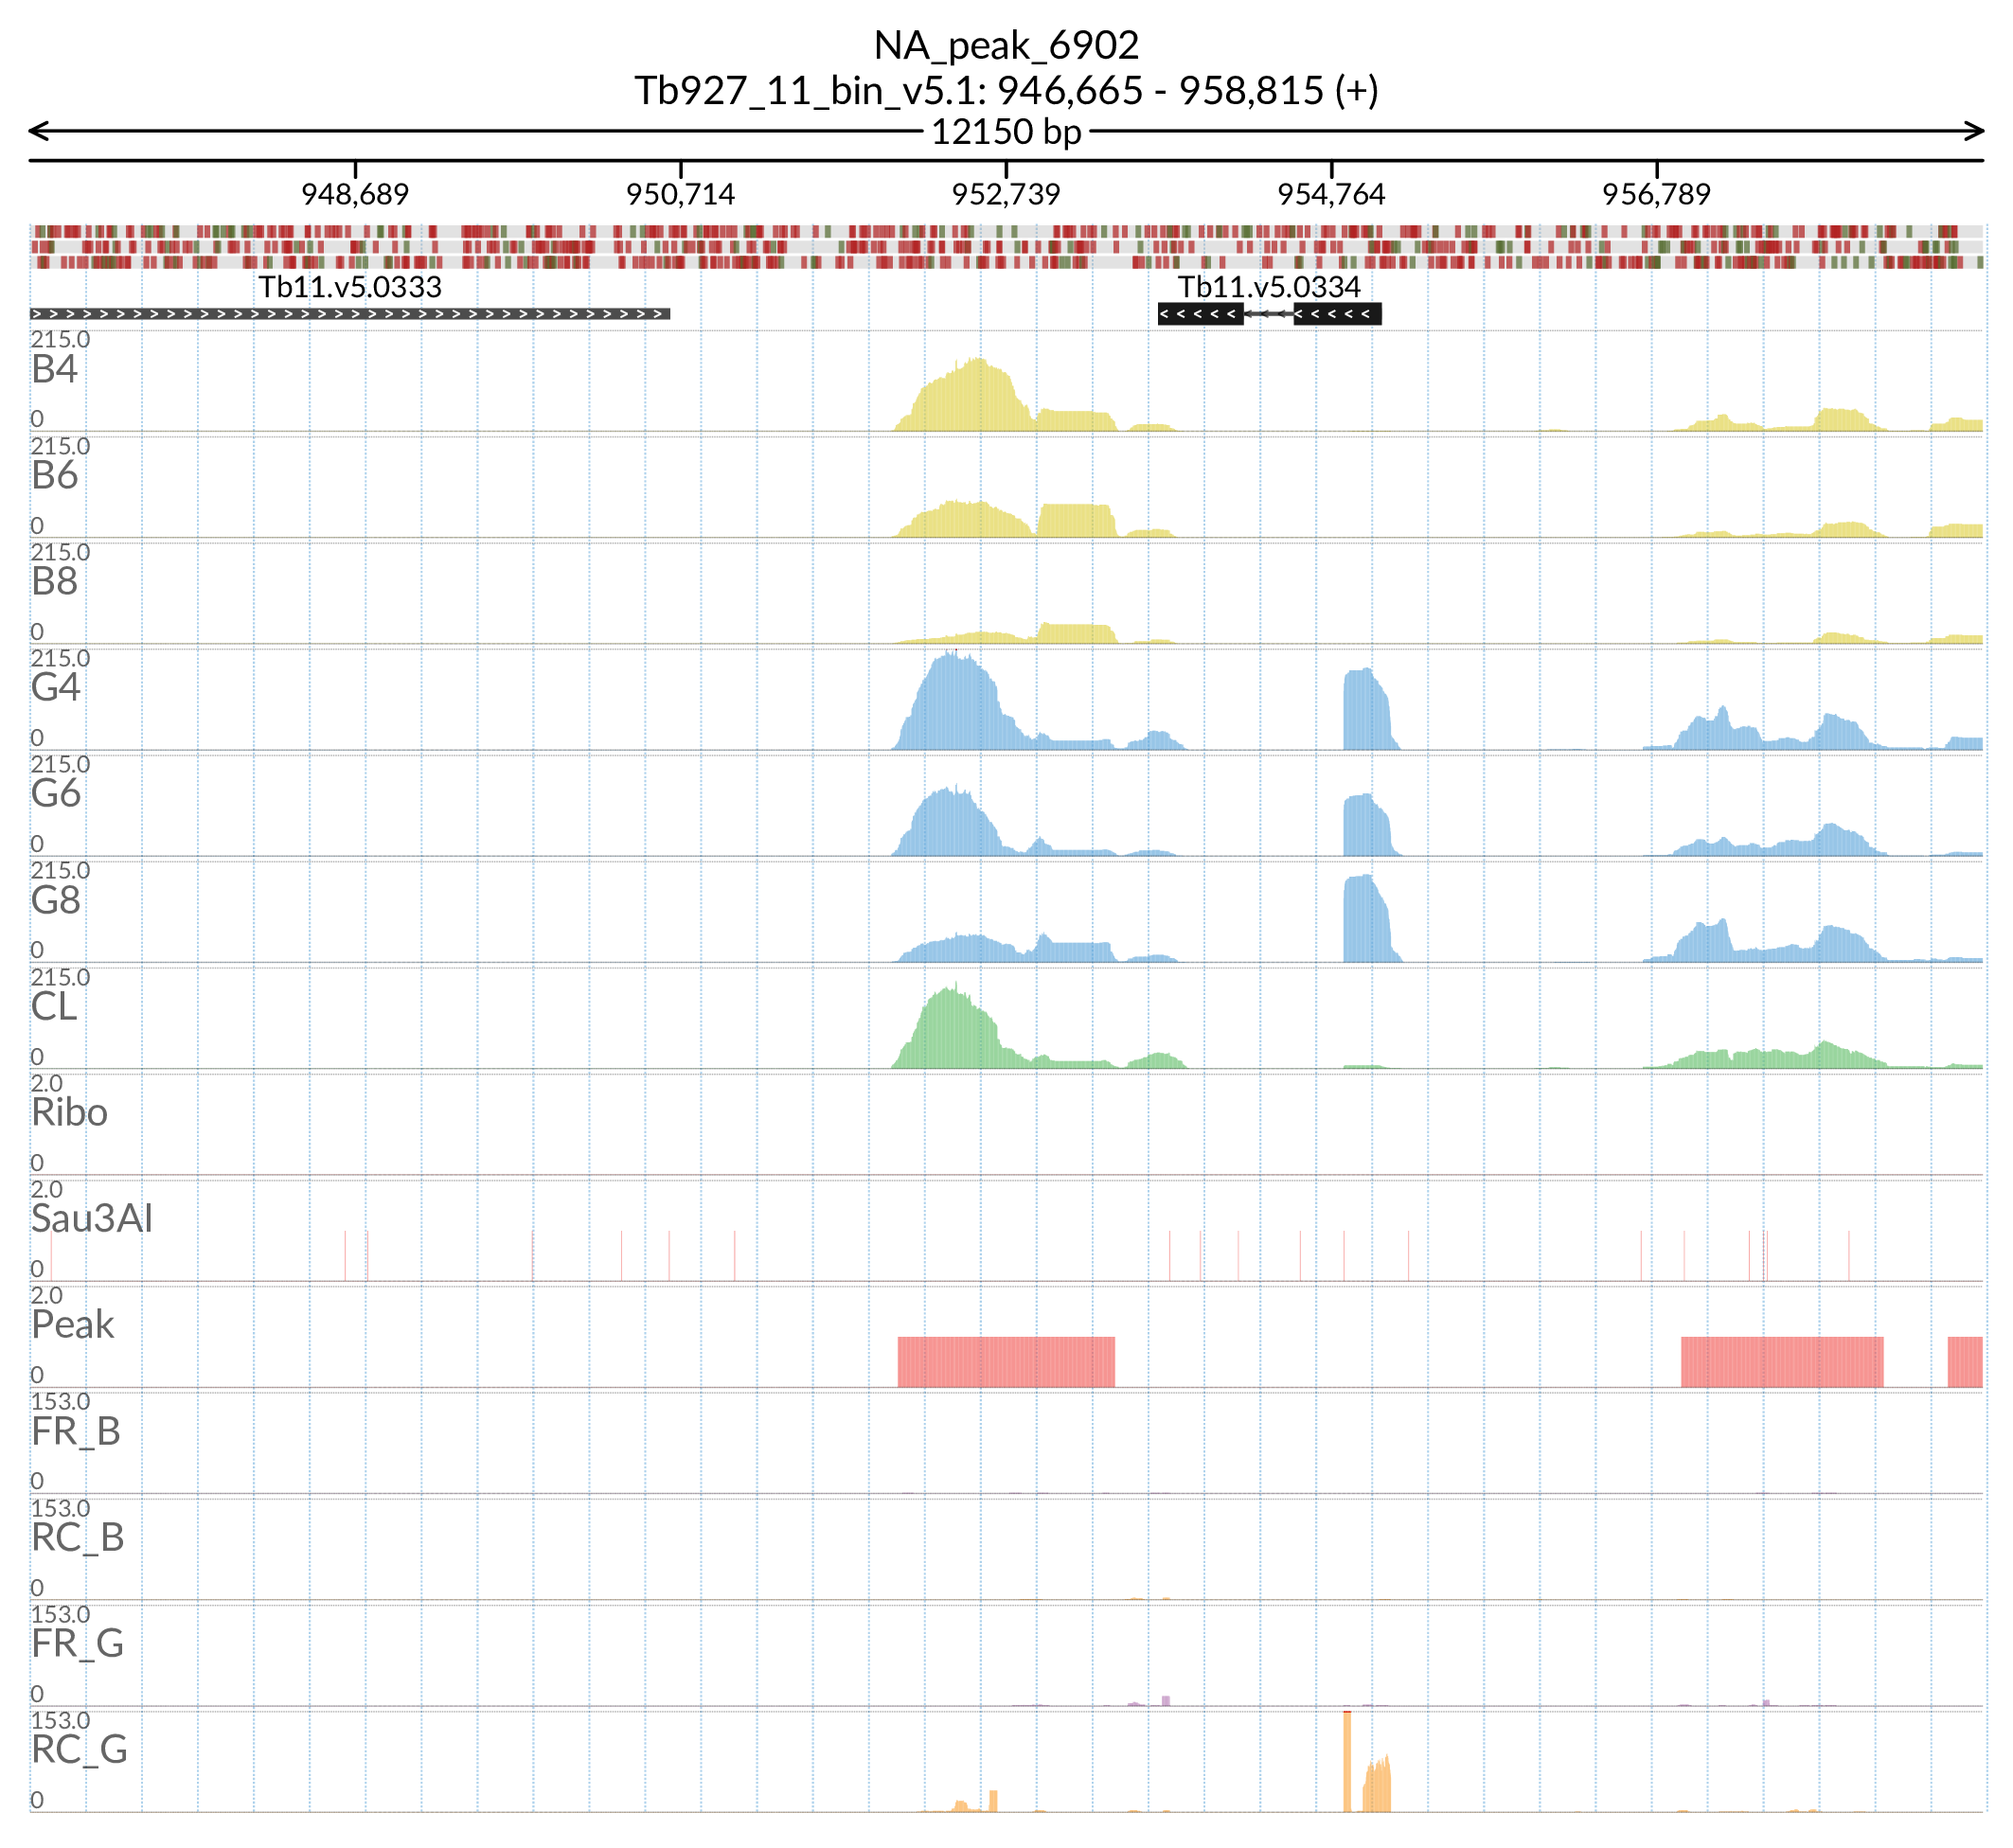 NA_peak_6902
Tb927_11_bin_v5.1: 946,665 - 958,815 (+)
12150 bp
948,689 950,714 952,739 954,764 956,789
Tb11.v5.0333 Tb11.v5.0334
215.0
B4
0
215.0
B6
0
215.0
B8
0
215.0
G4
0
215.0
G6
0
215.0
G8
0
215.0
CL
0
2.0
Ribo
0
2.0
Sau3AI
0
2.0
Peak
0
153.0
FR_B
0
153.0
RC_B
0
153.0
FR_G
0
153.0
RC_G
0